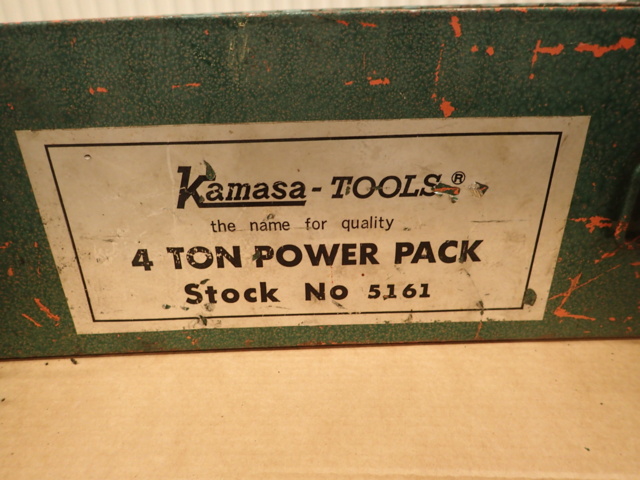 Kamasa-TOOLS®
the name for quality
4 TON POWER PACK
Stock No 5161